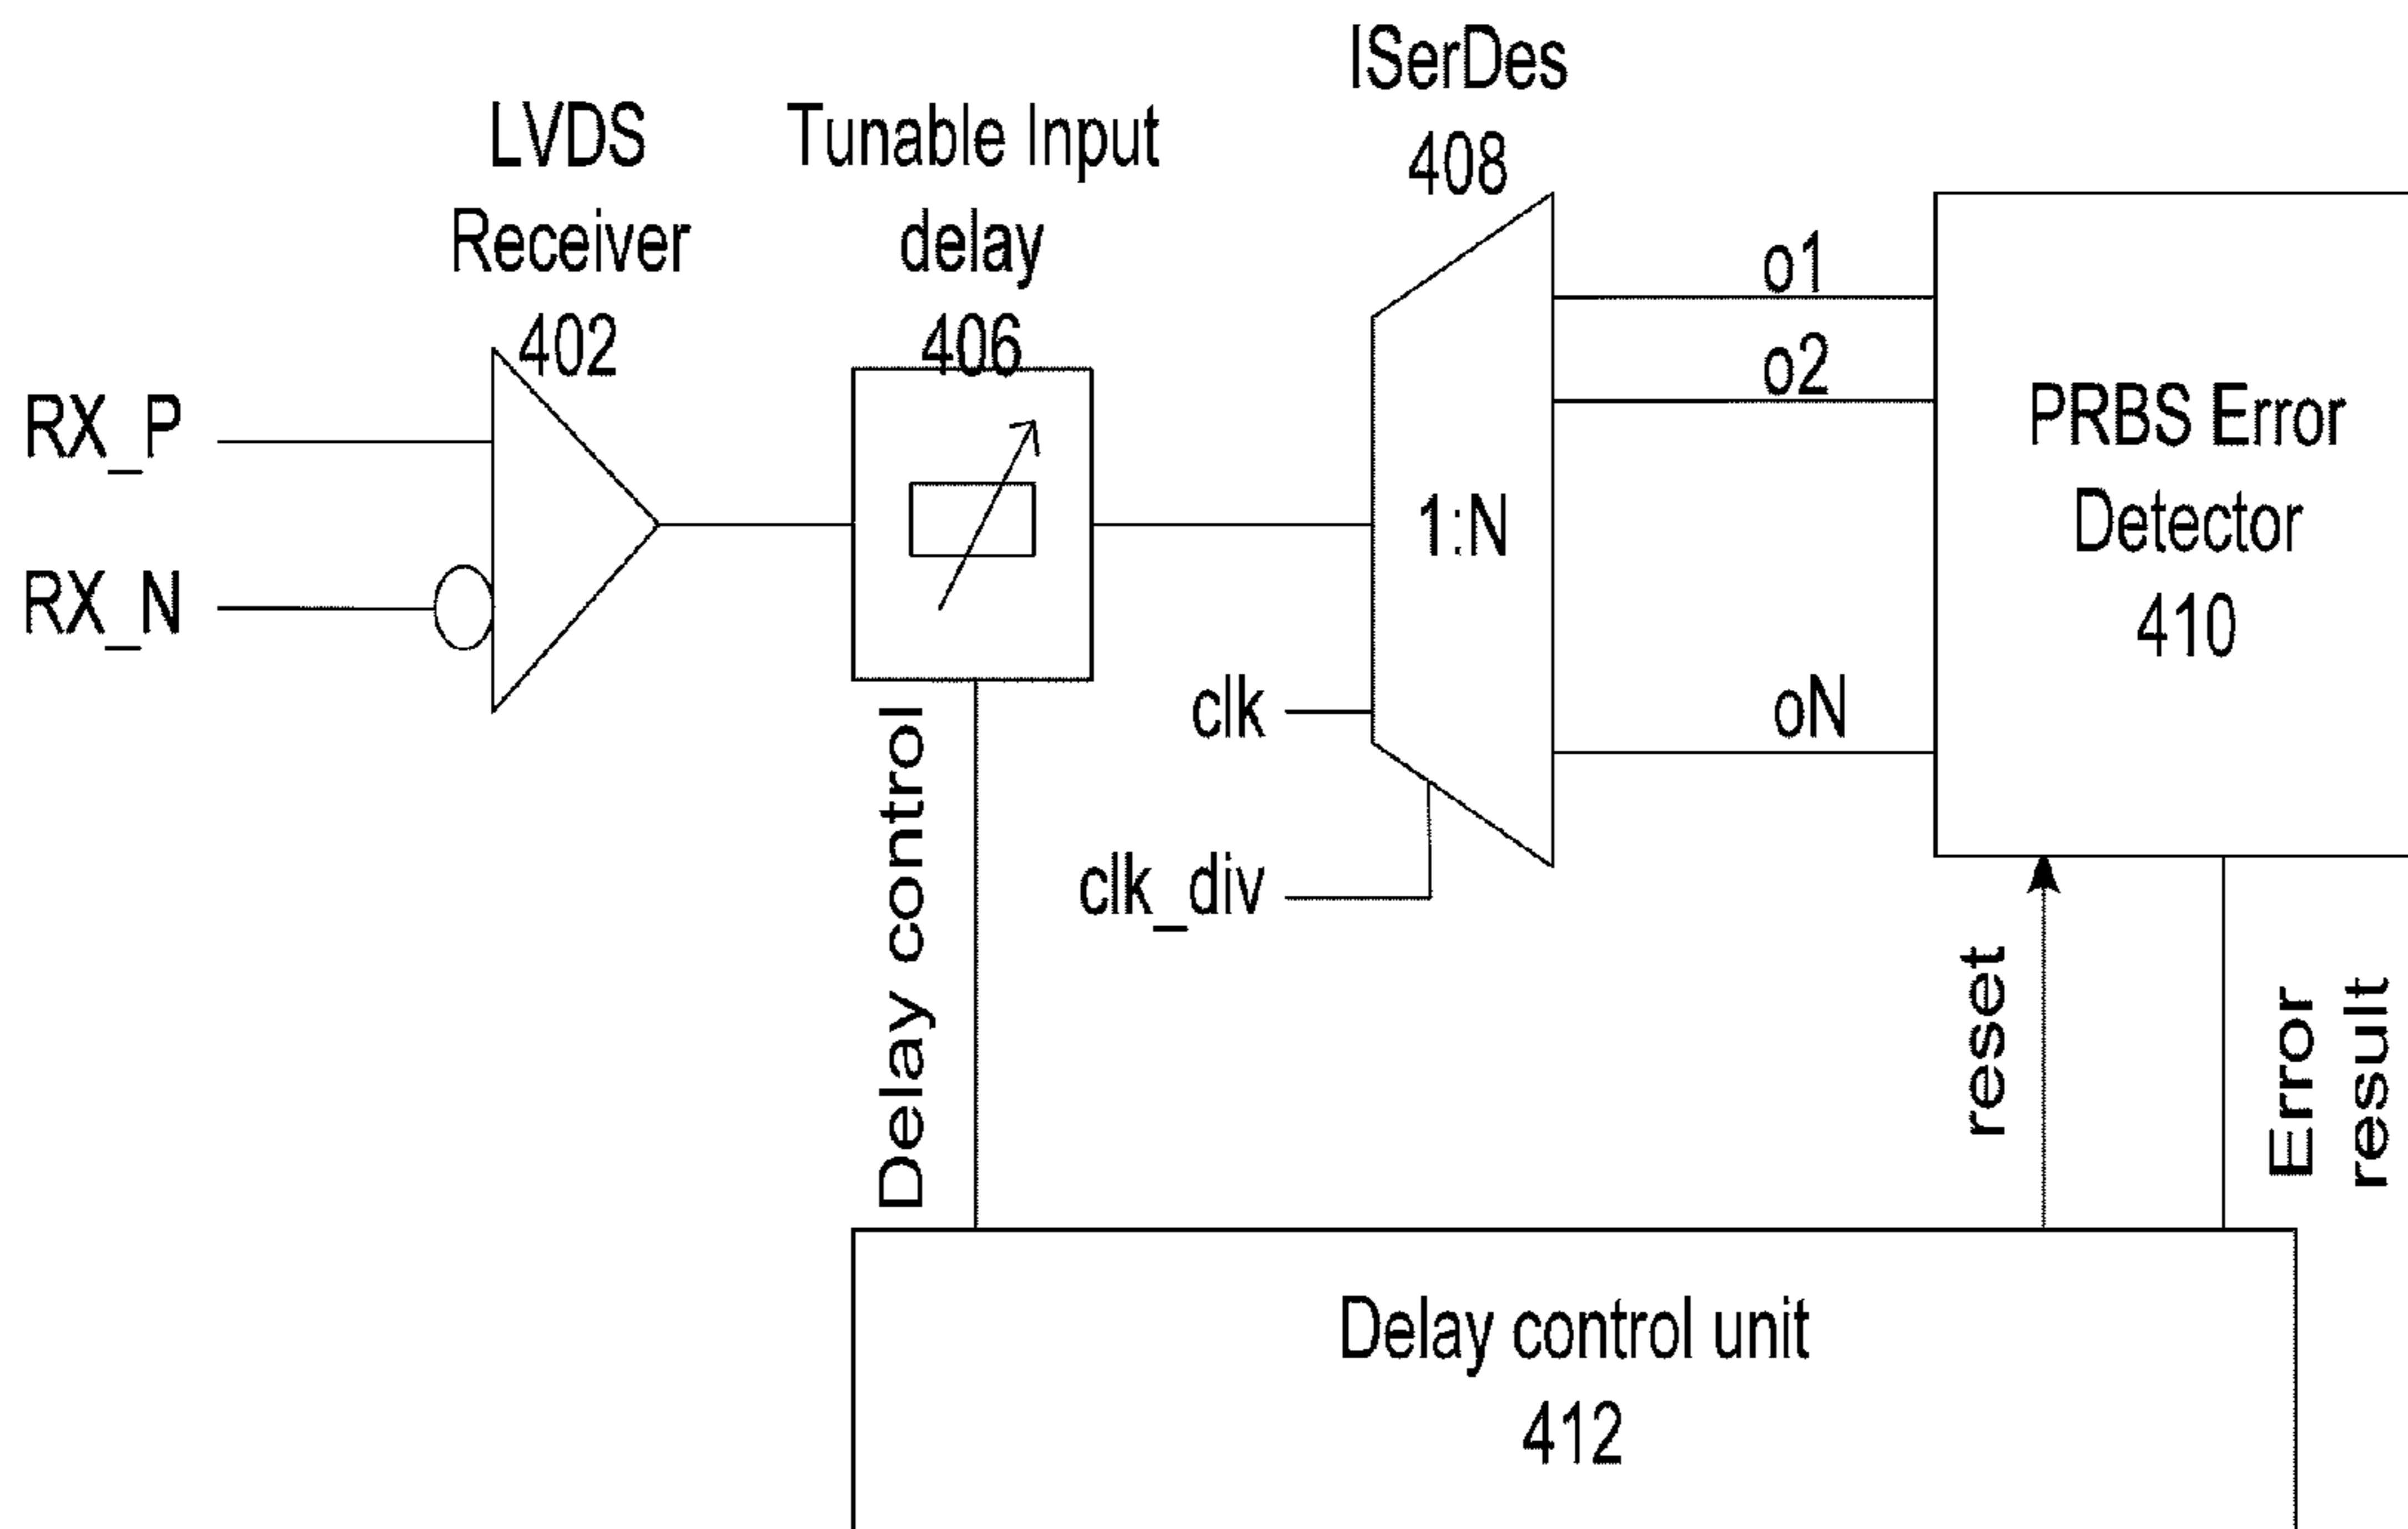 ISerDes
408
LVDS
Receiver
402
Tunable Input
delay
406
RX_P
RX_N
1:N
clk
clk_div
o1
o2
oN
PRBS Error
Detector
410
Delay control
reset
Error
result
Delay control unit
412